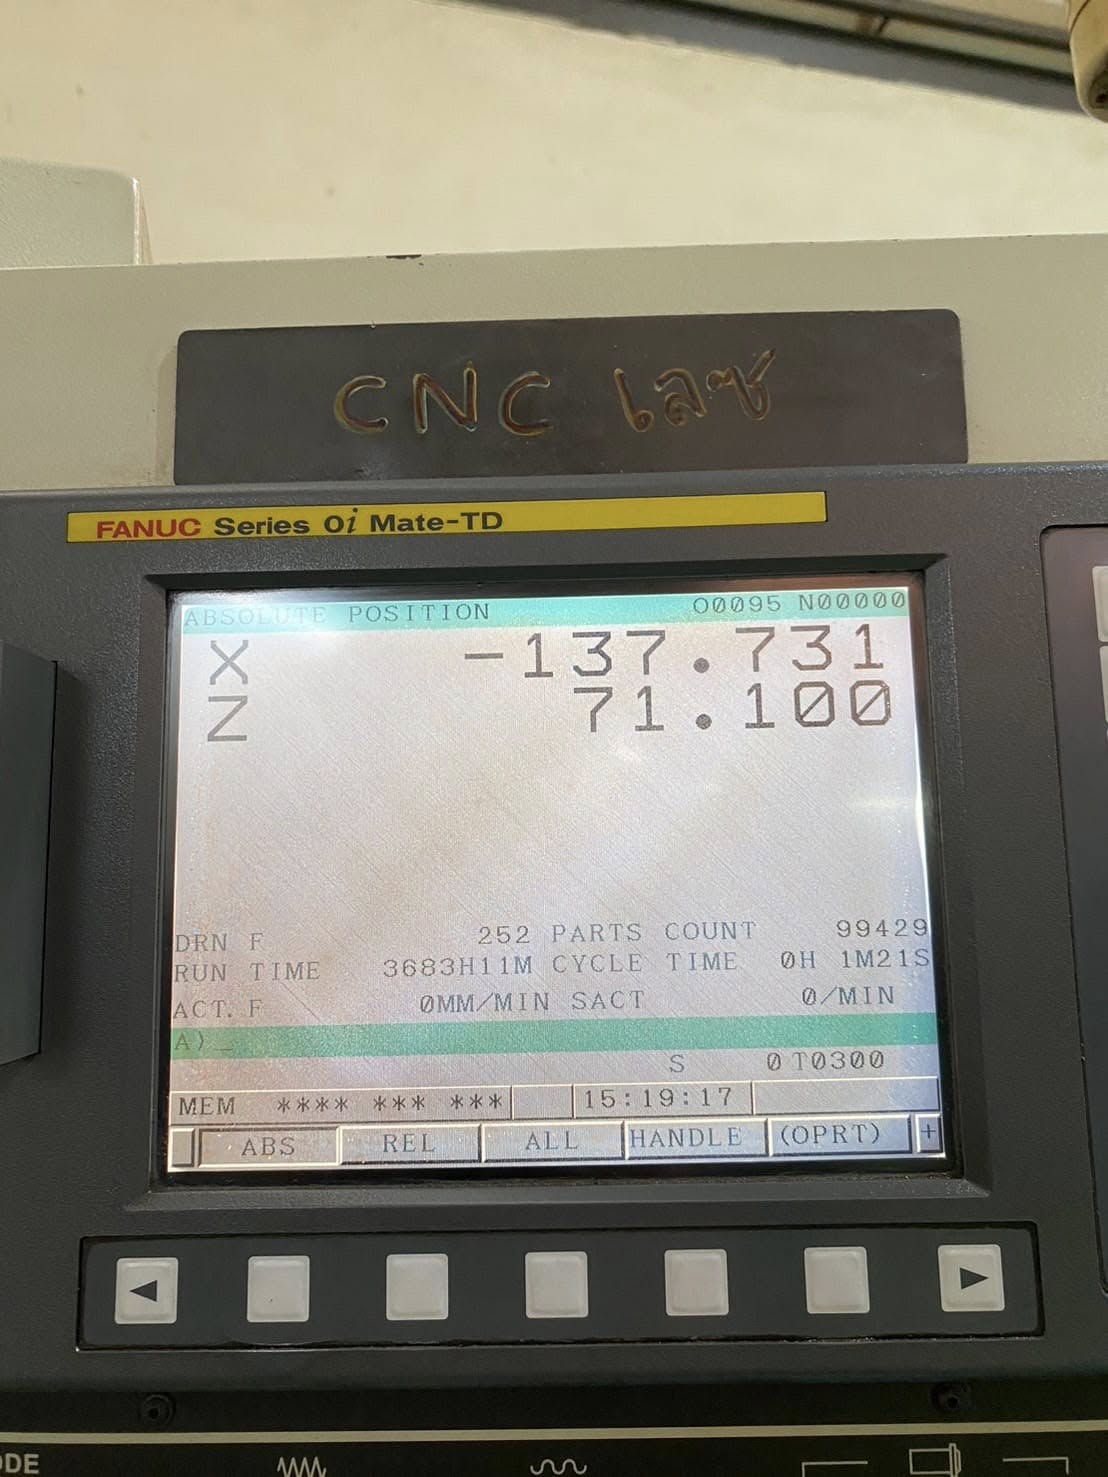 CNC เลซ
FANUC Series 0i Mate-TD
ABSOLUTE POSITION O0095 N00000
X -137.731
Z 71.100
DRN F 252 PARTS COUNT 99429
RUN TIME 3683H11M CYCLE TIME 0H 1M21S
ACT. F 0MM/MIN SACT 0/MIN
A)_
S 0 T0300
MEM **** *** *** 15:19:17
ABS REL ALL HANDLE (OPRT) +